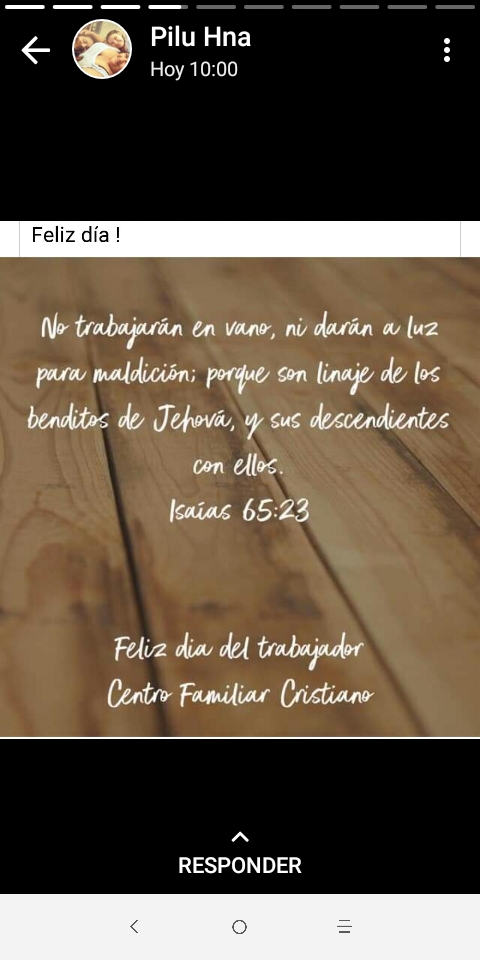 Pilu Hna
Hoy 10:00
Feliz día !
No trabajarán en vano, ni darán a luz
para maldición; porque son linaje de los
benditos de Jehová, y sus descendientes
con ellos.
Isaías 65:23
Feliz dia del trabajador
Centro Familiar Cristiano
RESPONDER